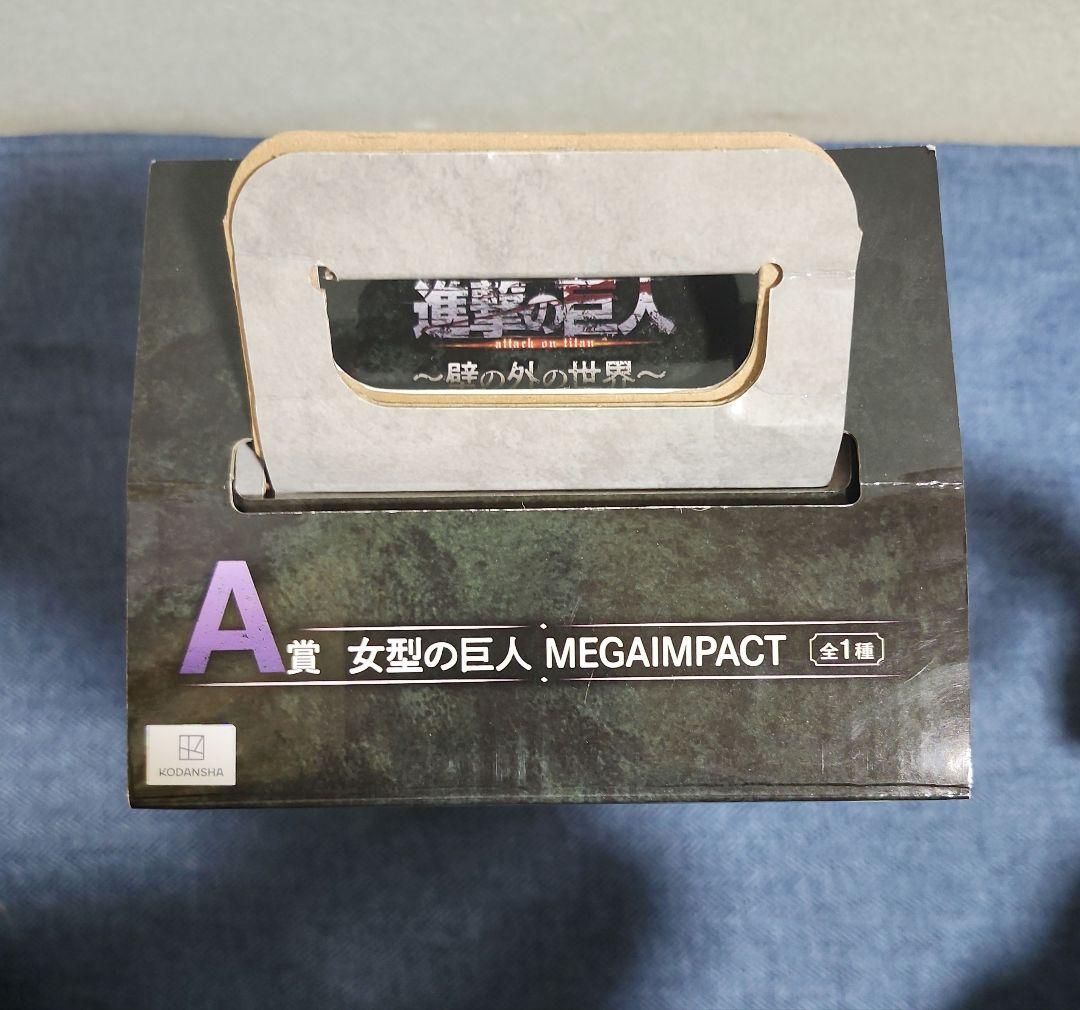 進撃の巨人
attack on titan
～壁の外の世界～
A賞 女型の巨人 MEGAIMPACT 全1種
KODANSHA